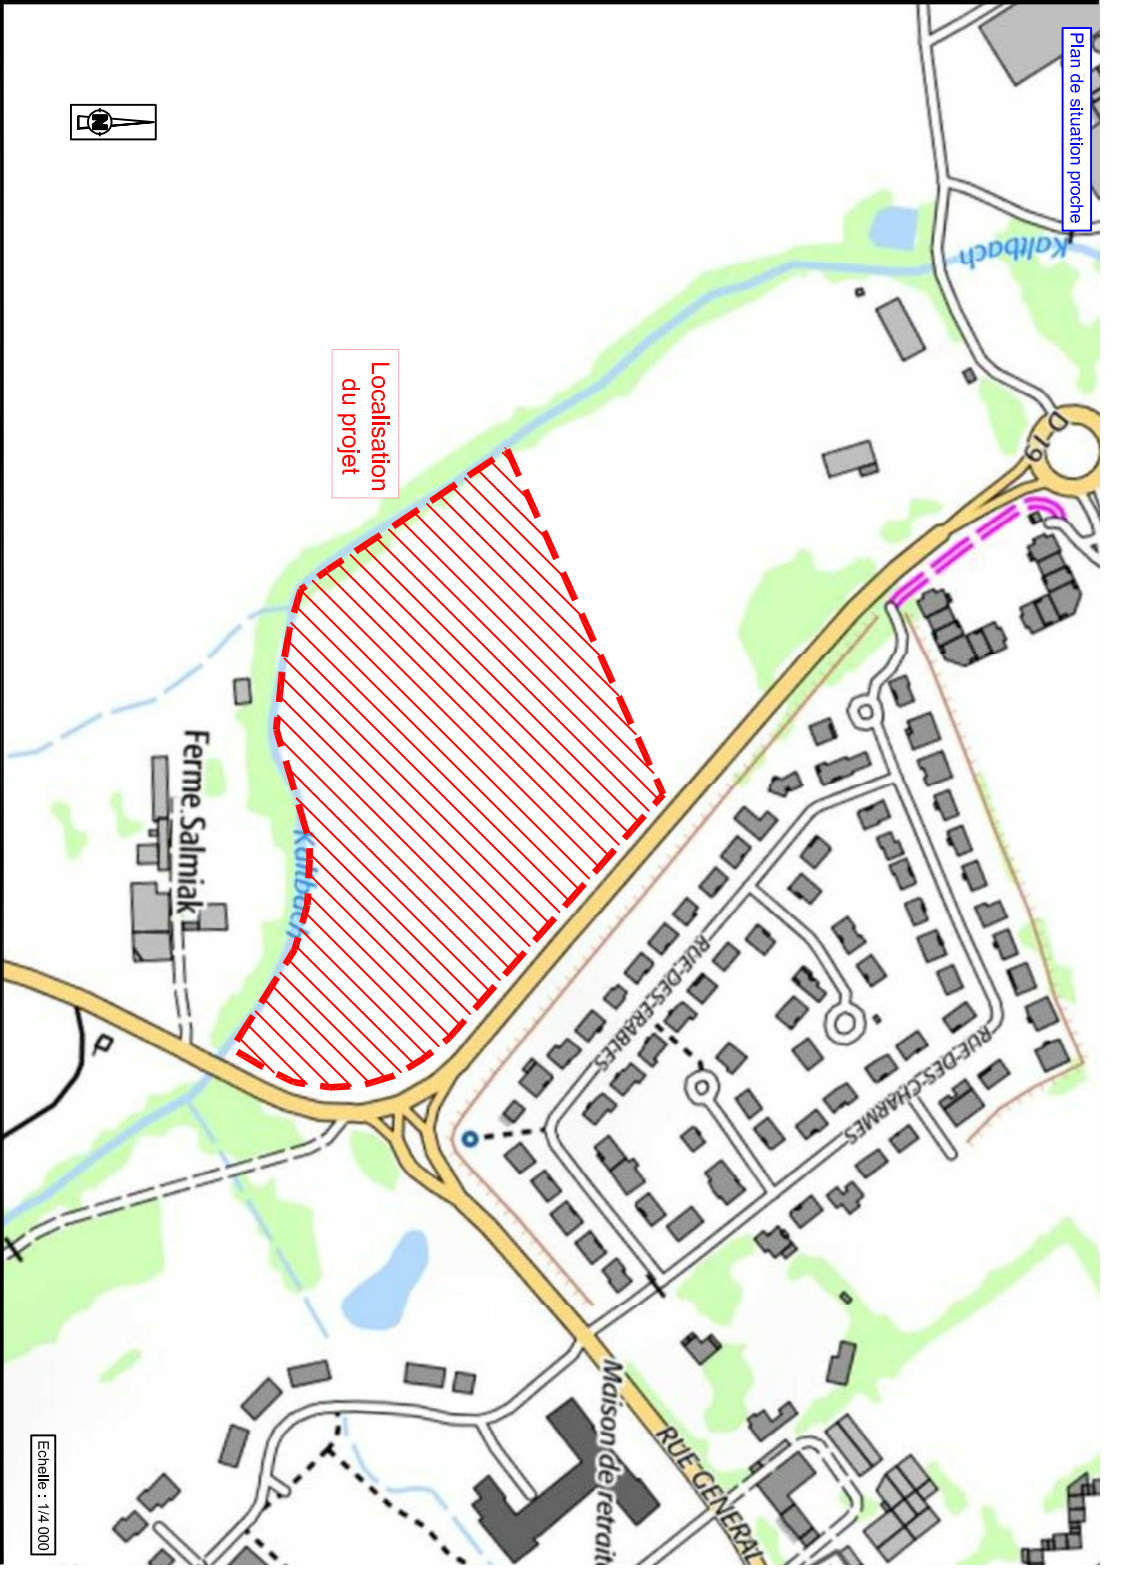 Plan de situation proche
N
Kaltbach
D 19
Localisation
du projet
Kaltbach
Ferme Salmiak
P
RUE-DES-ERABLES
RUE-DES-CHARMES
Maison de retrait
RUE GENERAL
Echelle : 1/4 000